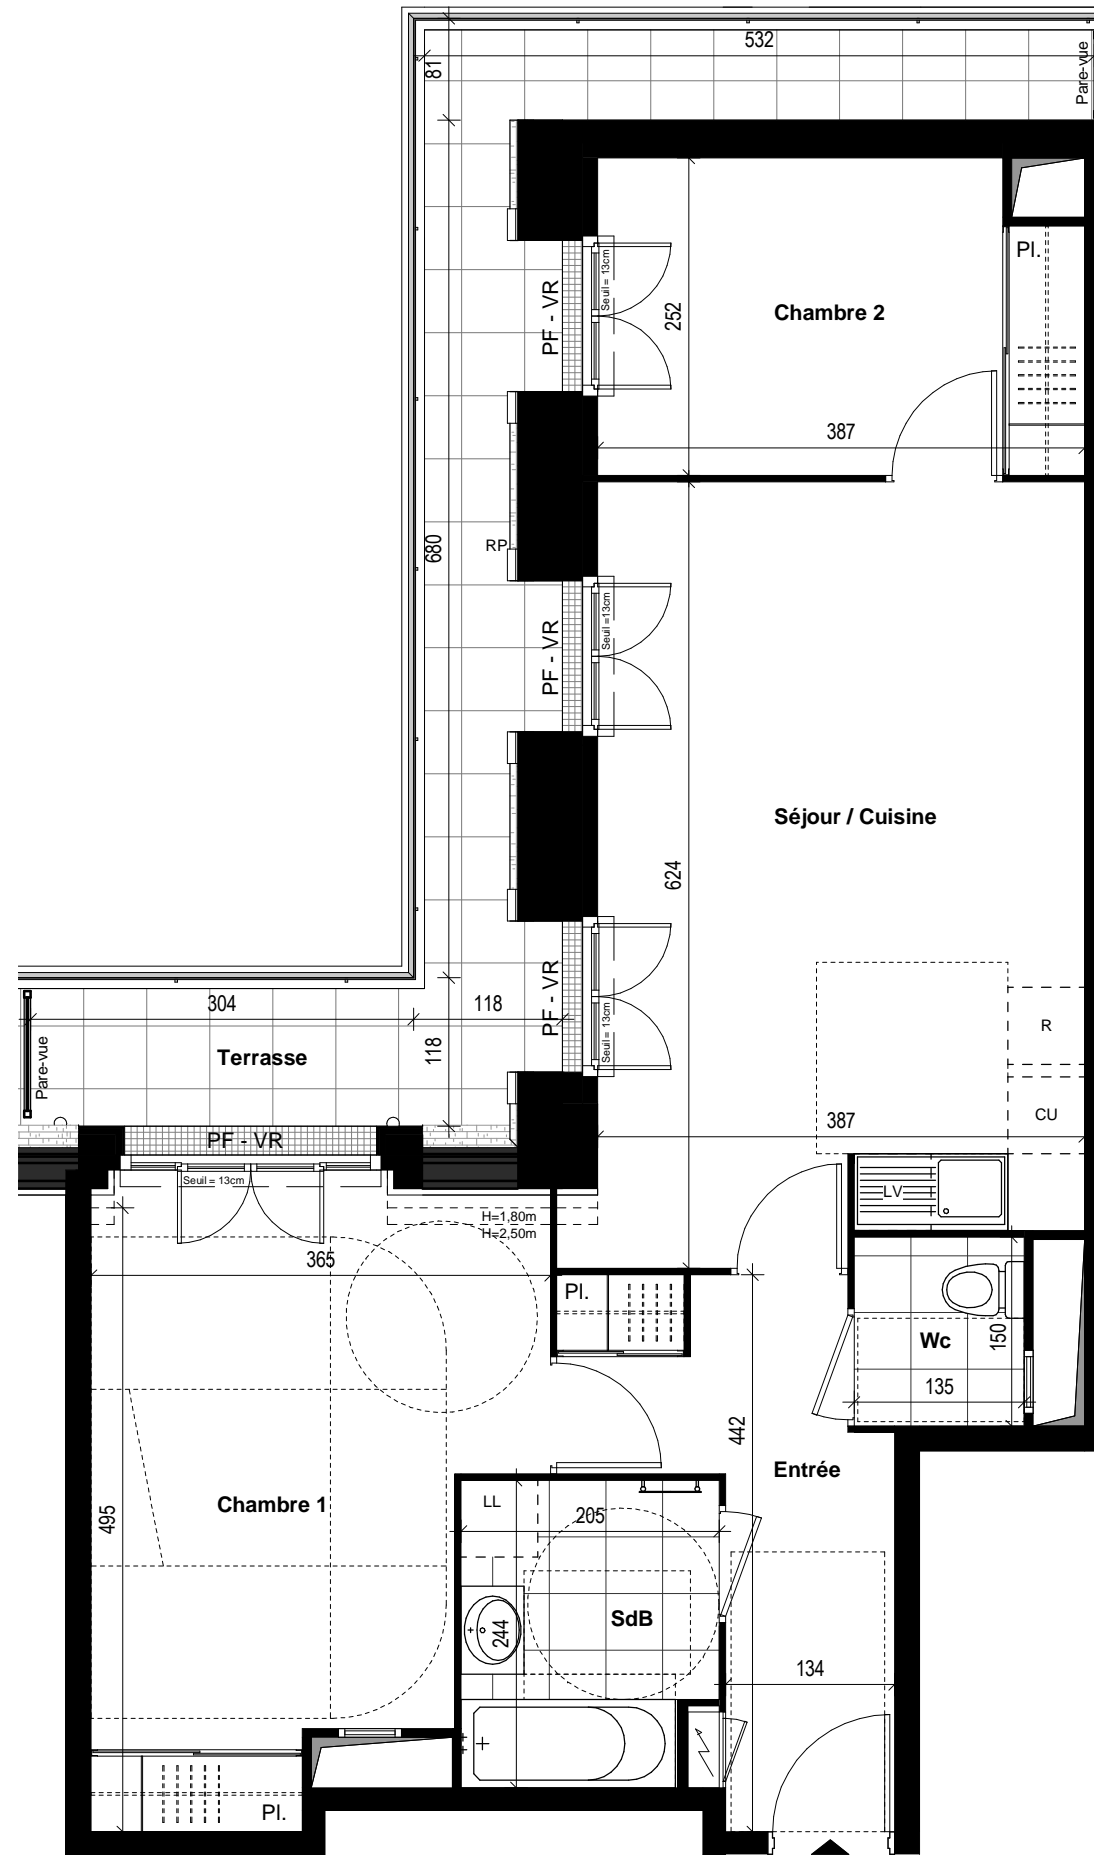 532
81
Pare-vue
Pl.
PF - VR
Seuil = 13cm
252
Chambre 2
387
680
RP
PF - VR
Seuil =13cm
Séjour / Cuisine
624
PF - VR
Seuil = 13cm
304
118
R
Pare-vue
Terrasse
118
CU
387
PF - VR
Seuil = 13cm
LV
H=1,80m
H=2,50m
365
Pl.
Wc
150
135
442
Entrée
Chambre 1
495
LL
205
SdB
244
134
Pl.